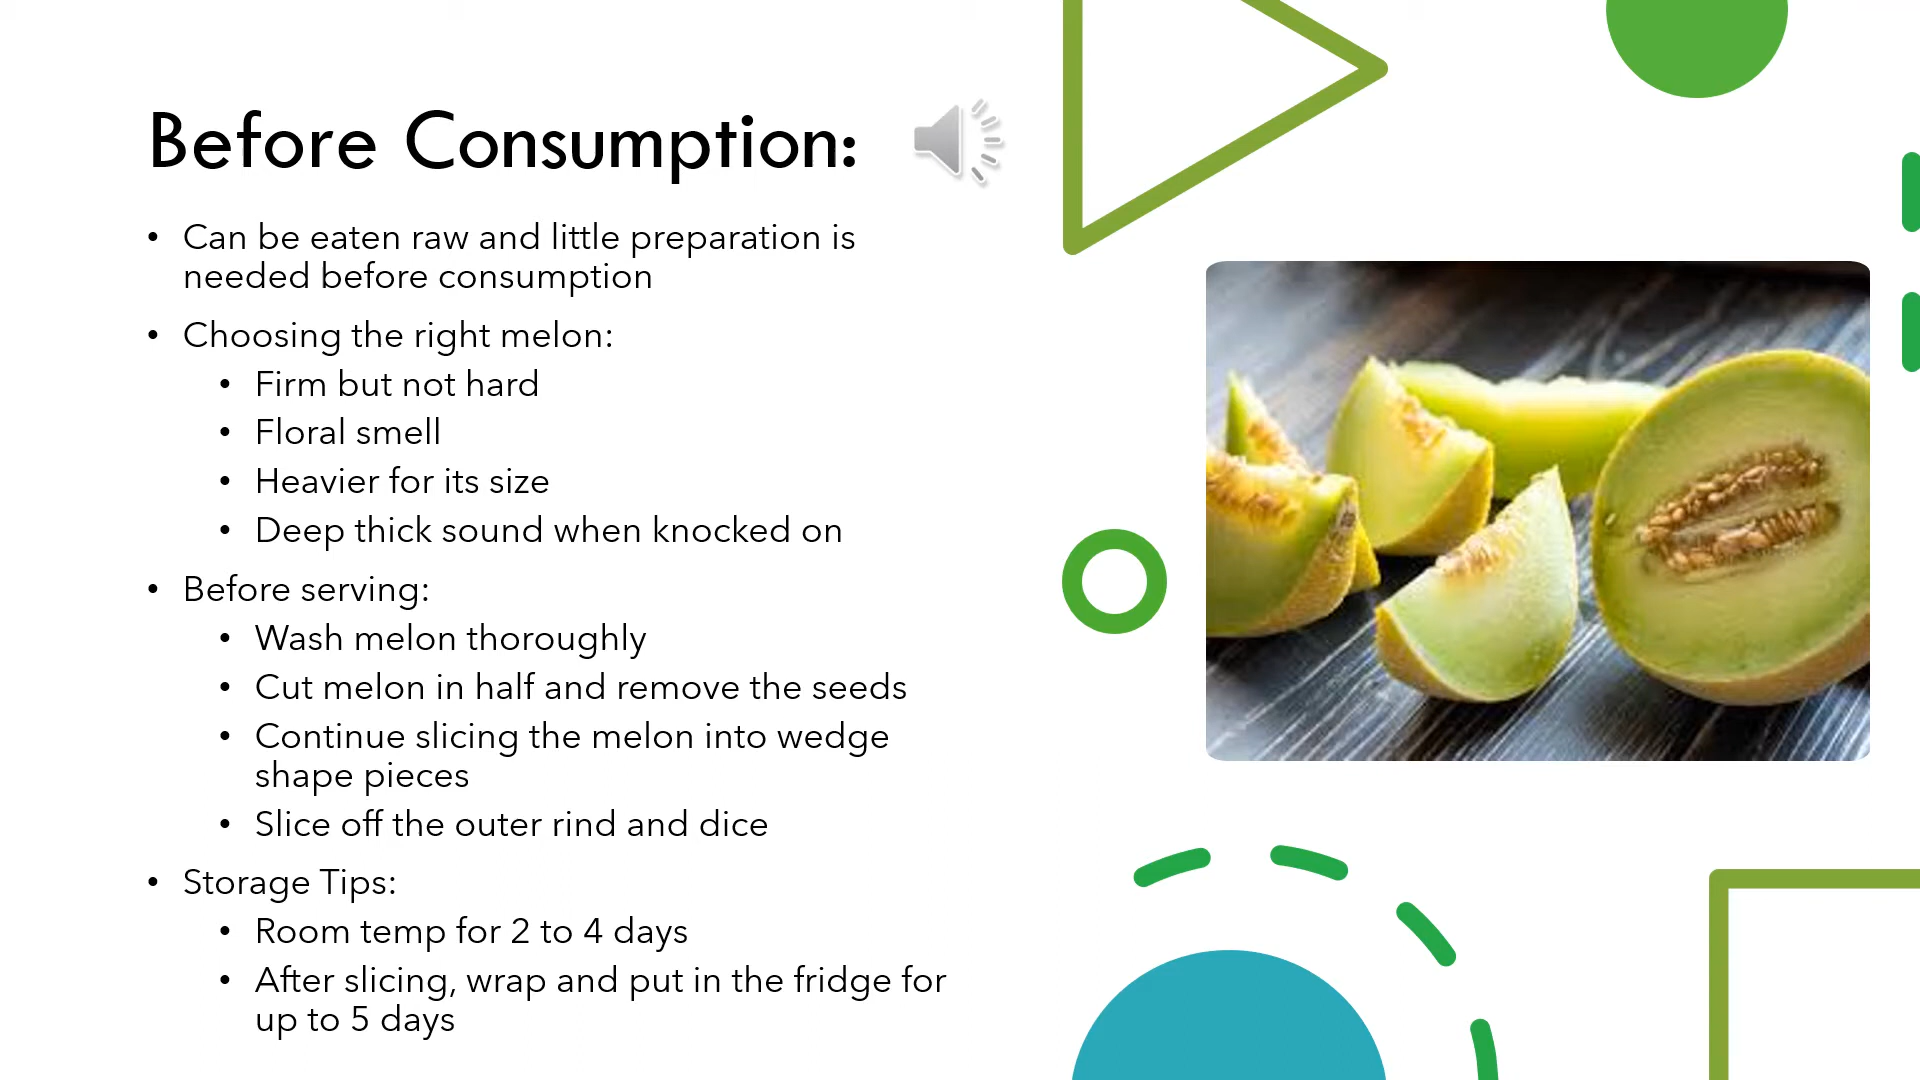 Before Consumption:
• Can be eaten raw and little preparation is
needed before consumption
• Choosing the right melon:
• Firm but not hard
• Floral smell
• Heavier for its size
• Deep thick sound when knocked on
• Before serving:
• Wash melon thoroughly
• Cut melon in half and remove the seeds
• Continue slicing the melon into wedge
shape pieces
• Slice off the outer rind and dice
• Storage Tips:
• Room temp for 2 to 4 days
• After slicing, wrap and put in the fridge for
up to 5 days